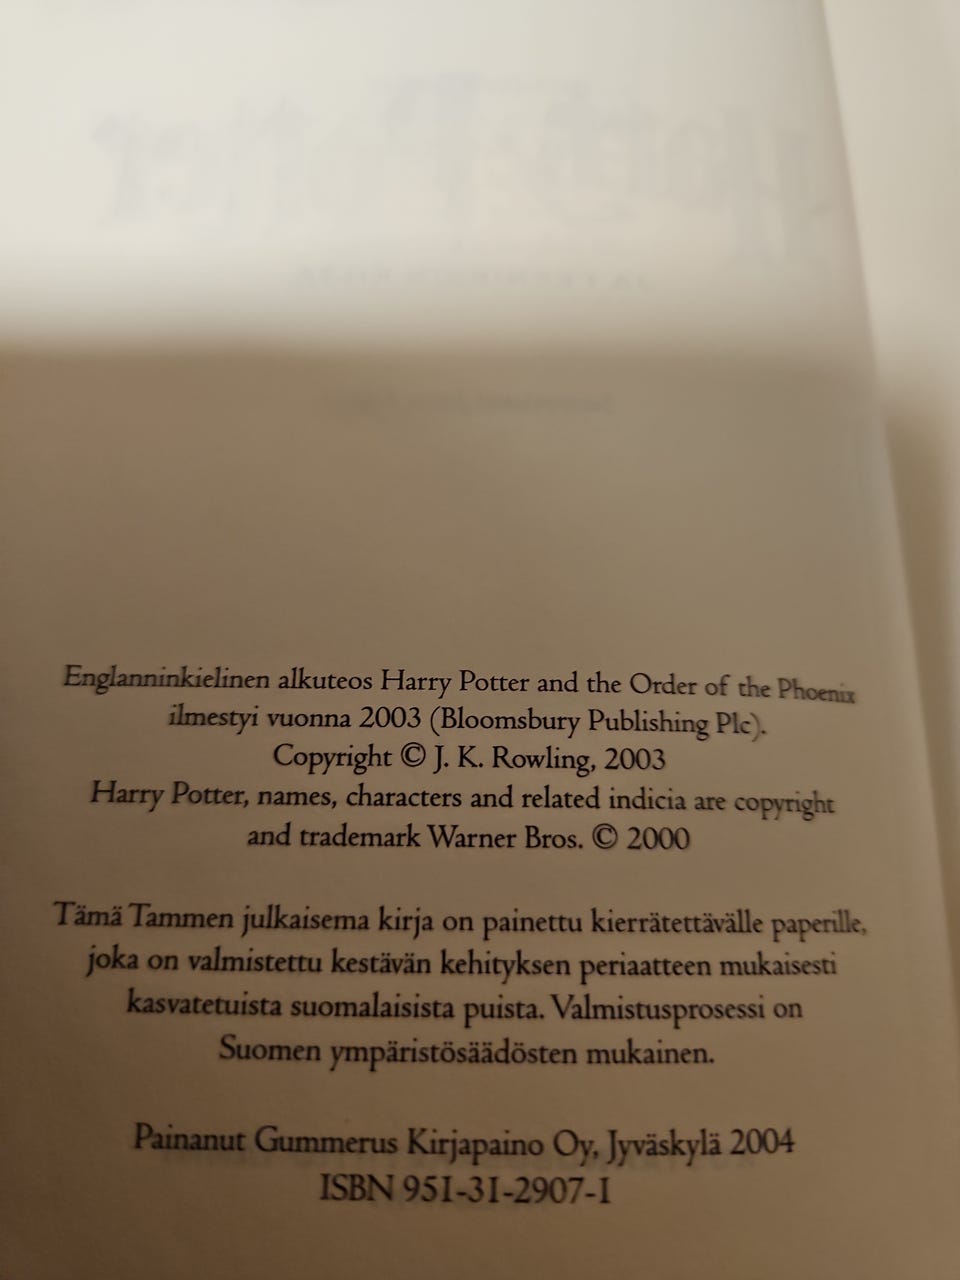 Englanninkielinen alkuteos Harry Potter and the Order of the Phoenix
ilmestyi vuonna 2003 (Bloomsbury Publishing Plc).
Copyright © J. K. Rowling, 2003
Harry Potter, names, characters and related indicia are copyright
and trademark Warner Bros. © 2000
Tämä Tammen julkaisema kirja on painettu kierrätettävälle paperille,
joka on valmistettu kestävän kehityksen periaatteen mukaisesti
kasvatetuista suomalaisista puista. Valmistusprosessi on
Suomen ympäristösäädösten mukainen.
Painanut Gummerus Kirjapaino Oy, Jyväskylä 2004
ISBN 951-31-2907-1